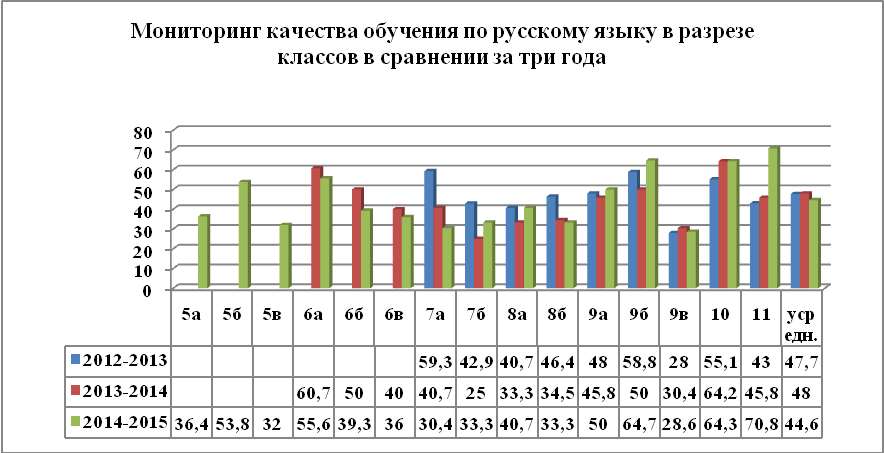 Мониторинг качества обучения по русскому языку в разрезе
классов в сравнении за три года
80
70
60
50
40
30
20
10
0
5а 5б 5в 6а 6б 6в 7а 7б 8а 8б 9а 9б 9в 10 11 уср
едн.
2012-2013 59,3 42,9 40,7 46,4 48 58,8 28 55,1 43 47,7
2013-2014 60,7 50 40 40,7 25 33,3 34,5 45,8 50 30,4 64,2 45,8 48
2014-2015 36,4 53,8 32 55,6 39,3 36 30,4 33,3 40,7 33,3 50 64,7 28,6 64,3 70,8 44,6